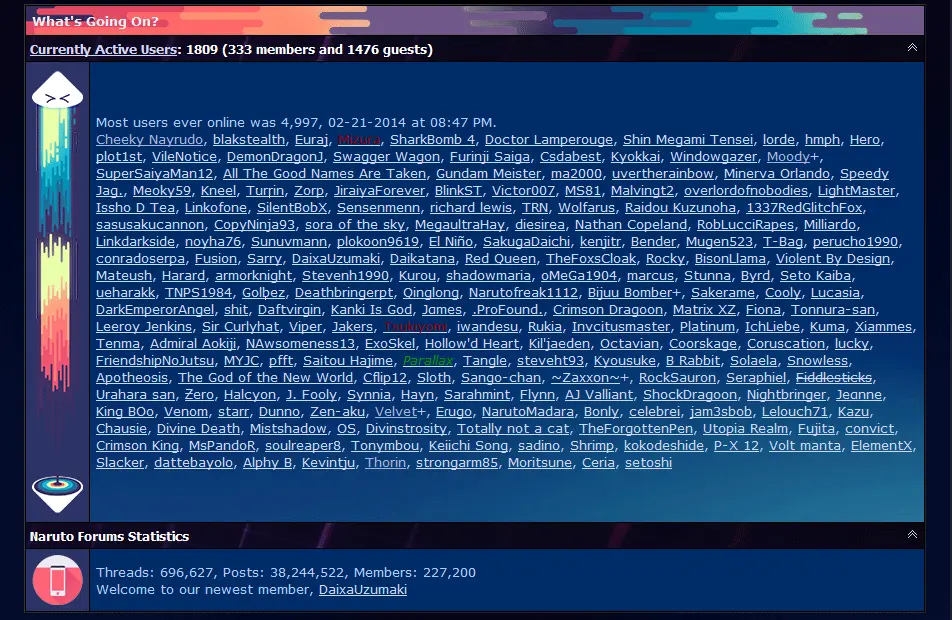 What's Going On?
Currently Active Users: 1809 (333 members and 1476 guests)
Most users ever online was 4,997, 02-21-2014 at 08:47 PM.
Cheeky Navrudo, blakstealth, Euraj, Mizura, SharkBomb 4, Doctor Lamperouge, Shin Megami Tensei, lorde, hmph, Hero,
plot1st, VileNotice, DemonDragonJ, Swagger Wagon, Furinji Saiga, Csdabest, Kyokkai, Windowgazer, Moody+,
SuperSaiyaMan12, All The Good Names Are Taken, Gundam Meister, ma2000, uvertherainbow, Minerva Orlando, Speedy
Jag., Meoky59, Kneel, Turrin, Zorp, JiraiyaForever, BlinkST, Victor007, MS81, Malvingt2, overlordofnobodies, LightMaster,
Issho D Tea, Linkofone, SilentBobX, Sensenmenn, richard lewis, TRN, Wolfarus, Raidou Kuzunoha, 1337RedGlitchFox,
sasusakucannon, CopyNinja93, sora of the sky, MegaultraHay, diesirea, Nathan Copeland, RobLucciRapes, Milliardo,
Linkdarkside, noyha76, Sunuvmann, plokoon9619, El Niño, SakugaDaichi, kenjitr, Bender, Mugen523, T-Bag, perucho1990,
conradoserpa, Fusion, Sarry, DaixaUzumaki, Daikatana, Red Queen, TheFoxsCloak, Rocky, BisonLlama, Violent By Design,
Mateush, Harard, armorknight, Stevenh1990, Kurou, shadowmaria, oMeGa1904, marcus, Stunna, Byrd, Seto Kaiba,
ueharakk, TNPS1984, Golbez, Deathbringerpt, Qinglong, Narutofreak1112, Bijuu Bomber+, Sakerame, Cooly, Lucasia,
DarkEmperorAngel, shit, Daftvirgin, Kanki Is God, James, .ProFound., Crimson Dragoon, Matrix XZ, Fiona, Tonnura-san,
Leeroy Jenkins, Sir Curlyhat, Viper, Jakers, Tsukuyomi, iwandesu, Rukia, Invcitusmaster, Platinum, IchLiebe, Kuma, Xiammes,
Tenma, Admiral Aokiji, NAwsomeness13, ExoSkel, Hollow'd Heart, Kil'jaeden, Octavian, Coorskage, Coruscation, lucky,
FriendshipNoJutsu, MYJC, pfft, Saitou Hajime, Parallax, Tangle, steveht93, Kyousuke, B Rabbit, Solaela, Snowless,
Apotheosis, The God of the New World, Cflip12, Sloth, Sango-chan, ~Zaxxon~+, RockSauron, Seraphiel, Fiddlesticks,
Urahara san, Zero, Halcyon, J. Fooly, Synnia, Hayn, Sarahmint, Flynn, AJ Valliant, ShockDragoon, Nightbringer, Jeanne,
King BOo, Venom, starr, Dunno, Zen-aku, Velvet+, Erugo, NarutoMadara, Bonly, celebrei, jam3sbob, Lelouch71, Kazu,
Chausie, Divine Death, Mistshadow, OS, Divinstrosity, Totally not a cat, TheForgottenPen, Utopia Realm, Fujita, convict,
Crimson King, MsPandoR, soulreaper8, Tonymbou, Keiichi Song, sadino, Shrimp, kokodeshide, P-X 12, Volt manta, ElementX,
Slacker, dattebayolo, Alphy B, Kevintju, Thorin, strongarm85, Moritsune, Ceria, setoshi
Naruto Forums Statistics
Threads: 696,627, Posts: 38,244,522, Members: 227,200
Welcome to our newest member, DaixaUzumaki